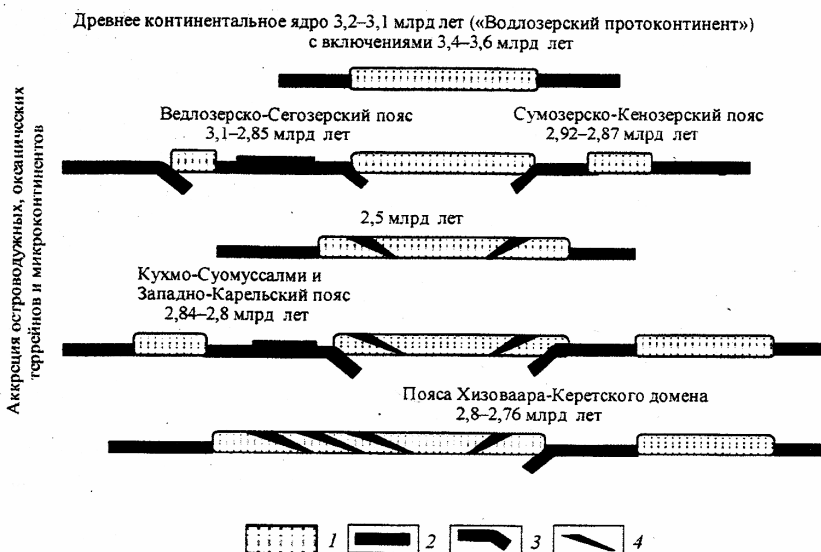 Древнее континентальное ядро 3,2–3,1 млрд лет («Водлозерский протоконтинент»)
с включениями 3,4–3,6 млрд лет
Ведлозерско-Сегозерский пояс
3,1–2,85 млрд лет
Сумозерско-Кенозерский пояс
2,92–2,87 млрд лет
2,5 млрд лет
Кухмо-Суомуссалми и
Западно-Карельский пояс
2,84–2,8 млрд лет
Пояса Хизоваара-Керетского домена
2,8–2,76 млрд лет
Аккреция островодужных, океанических
террейнов и микроконтинентов
1 2 3 4